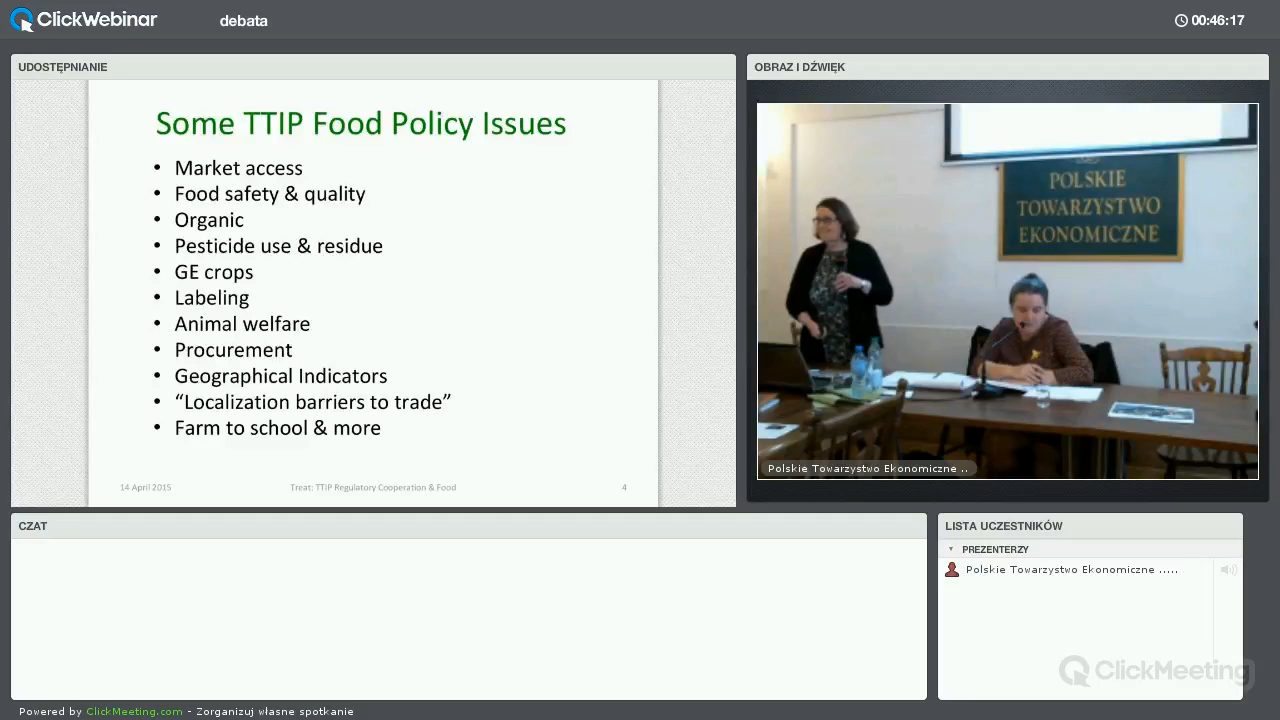 ClickWebinar
debata
00:46:17
UDOSTĘPNIANIE
Some TTIP Food Policy Issues
• Market access
• Food safety & quality
• Organic
• Pesticide use & residue
• GE crops
• Labeling
• Animal welfare
• Procurement
• Geographical Indicators
• “Localization barriers to trade”
• Farm to school & more
14 April 2015
Treat: TTIP Regulatory Cooperation & Food
4
OBRAZ I DŹWIĘK
POLSKIE
TOWARZYSTWO
EKONOMICZNE
Polskie Towarzystwo Ekonomiczne ..
CZAT
LISTA UCZESTNIKÓW
PREZENTERZY
Polskie Towarzystwo Ekonomiczne .....
ClickMeeting
Powered by ClickMeeting.com - Zorganizuj własne spotkanie